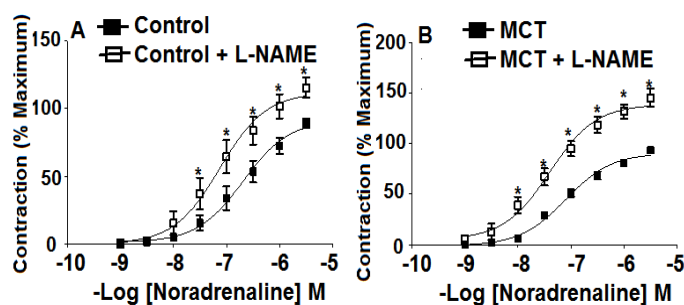 A
Control
Control + L-NAME
Contraction (% Maximum)
150
100
50
0
* * * * * *
-10 -9 -8 -7 -6 -5
-Log [Noradrenaline] M
B
MCT
MCT + L-NAME
Contraction (% Maximum)
200
150
100
50
0
* * * * * * *
-10 -9 -8 -7 -6 -5
-Log [Noradrenaline] M